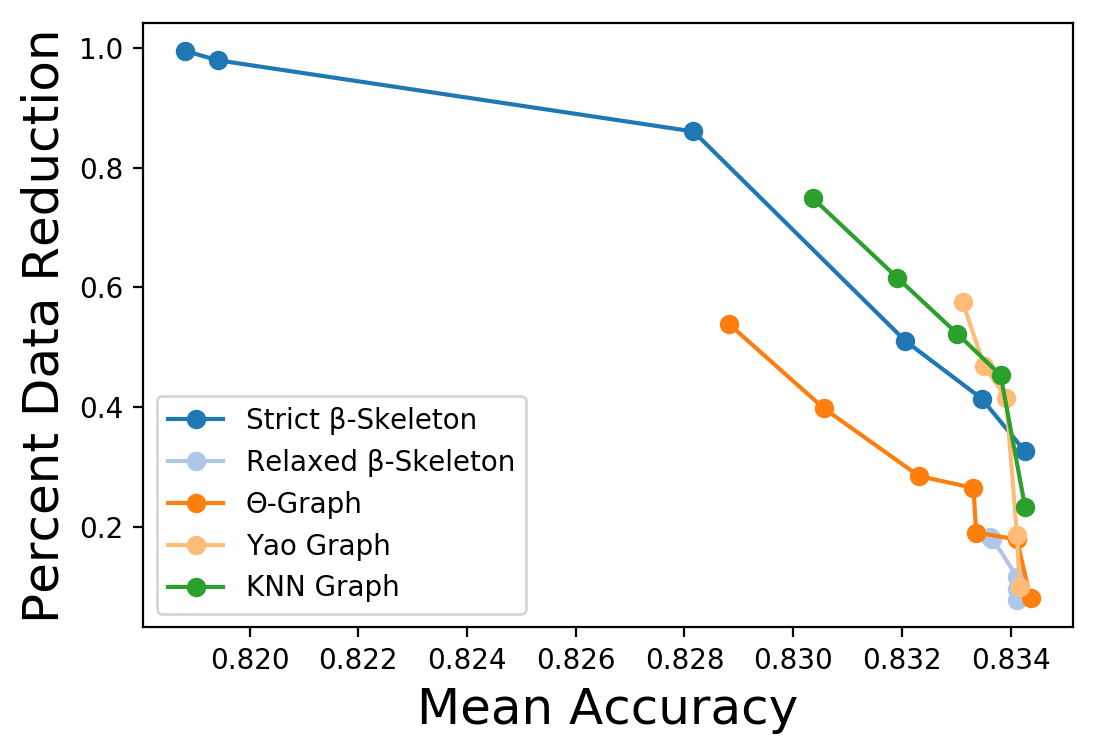 Percent Data Reduction
1.0
0.8
0.6
0.4
0.2
Strict β-Skeleton
Relaxed β-Skeleton
Θ-Graph
Yao Graph
KNN Graph
0.820 0.822 0.824 0.826 0.828 0.830 0.832 0.834
Mean Accuracy